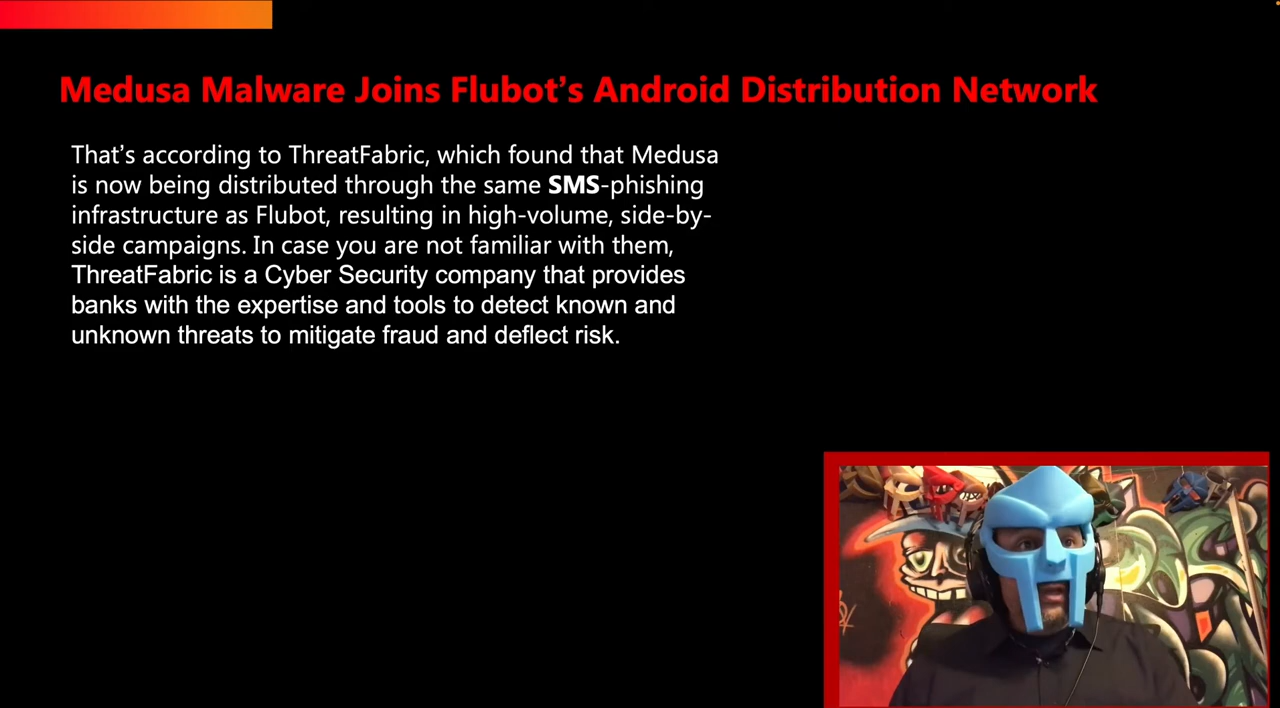 Medusa Malware Joins Flubot’s Android Distribution Network
That’s according to ThreatFabric, which found that Medusa
is now being distributed through the same SMS-phishing
infrastructure as Flubot, resulting in high-volume, side-by-
side campaigns. In case you are not familiar with them,
ThreatFabric is a Cyber Security company that provides
banks with the expertise and tools to detect known and
unknown threats to mitigate fraud and deflect risk.